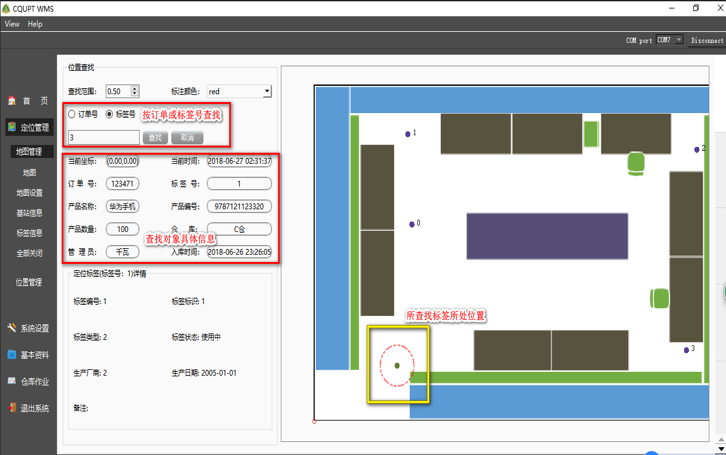 CQUPT WMS
View Help
COM port COM7 Disconnect
首 页
定位管理
地图管理
地图
地图设置
基站信息
标签信息
全部关闭
位置管理
系统设置
基本资料
仓库作业
退出系统
位置查找
查找范围: 0.50 标注颜色: red
订单号 标签号 按订单或标签号查找
3 查找 取消
当前坐标: (0.00,0.00) 当前时间: 2018-06-27 02:31:37
订 单 号: 123471 标 签 号: 1
产品名称: 华为手机 产品编号: 9787121123320
产品数量: 100 仓 库: C仓
查找对象具体信息
管 理 员: 千瓦 入库时间: 2018-06-26 23:26:05
定位标签(标签号: 1)详情
标签编号: 1 标签标识: 1
标签类型: 2 标签状态: 使用中
生产厂商: 2 生产日期: 2005-01-01
备注:
1
2
0
所查找标签所处位置
3